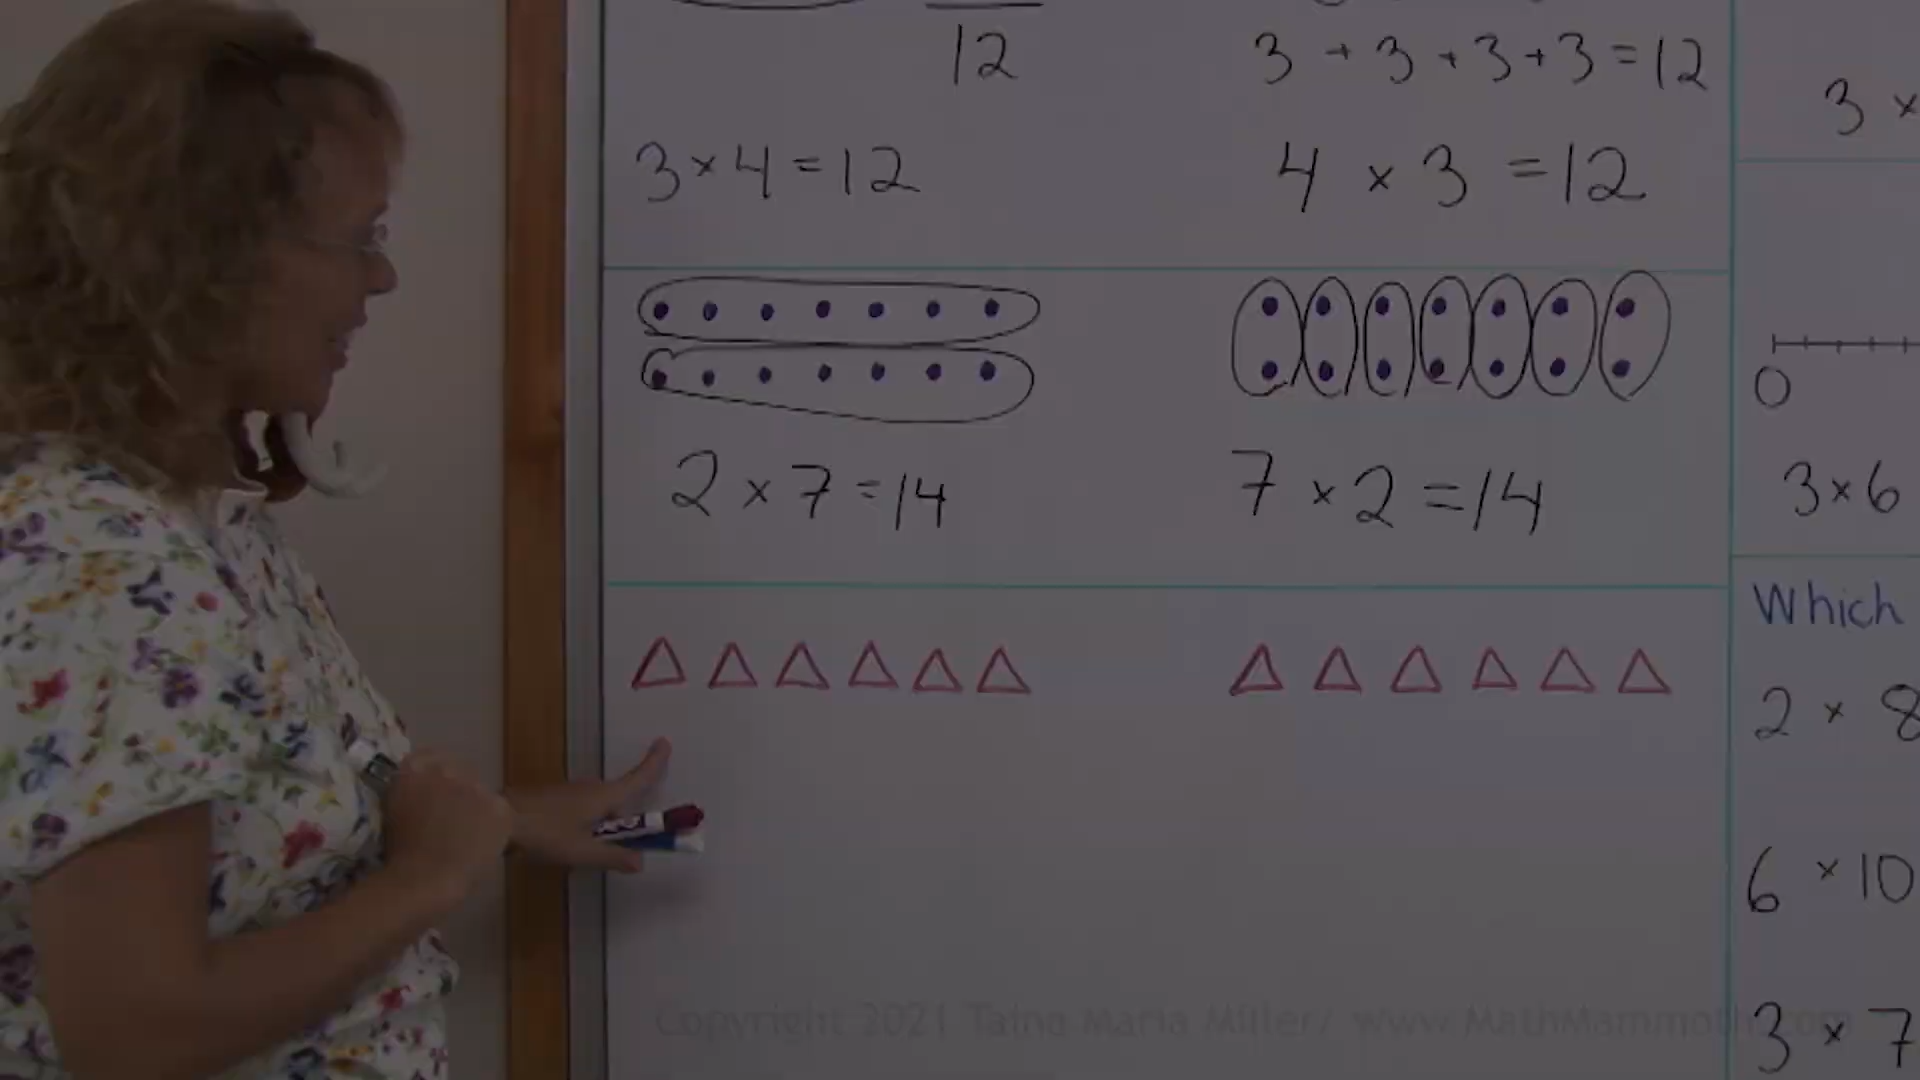 12
3 + 3 + 3 + 3 = 12
3 ×
3 × 4 = 12
4 × 3 = 12
0
2 × 7 = 14
7 × 2 = 14
3 × 6
Which
2 × 8
6 × 10
3 × 7
Copyright 2021 Taina Maria Miller/ www.MathMammoth.com